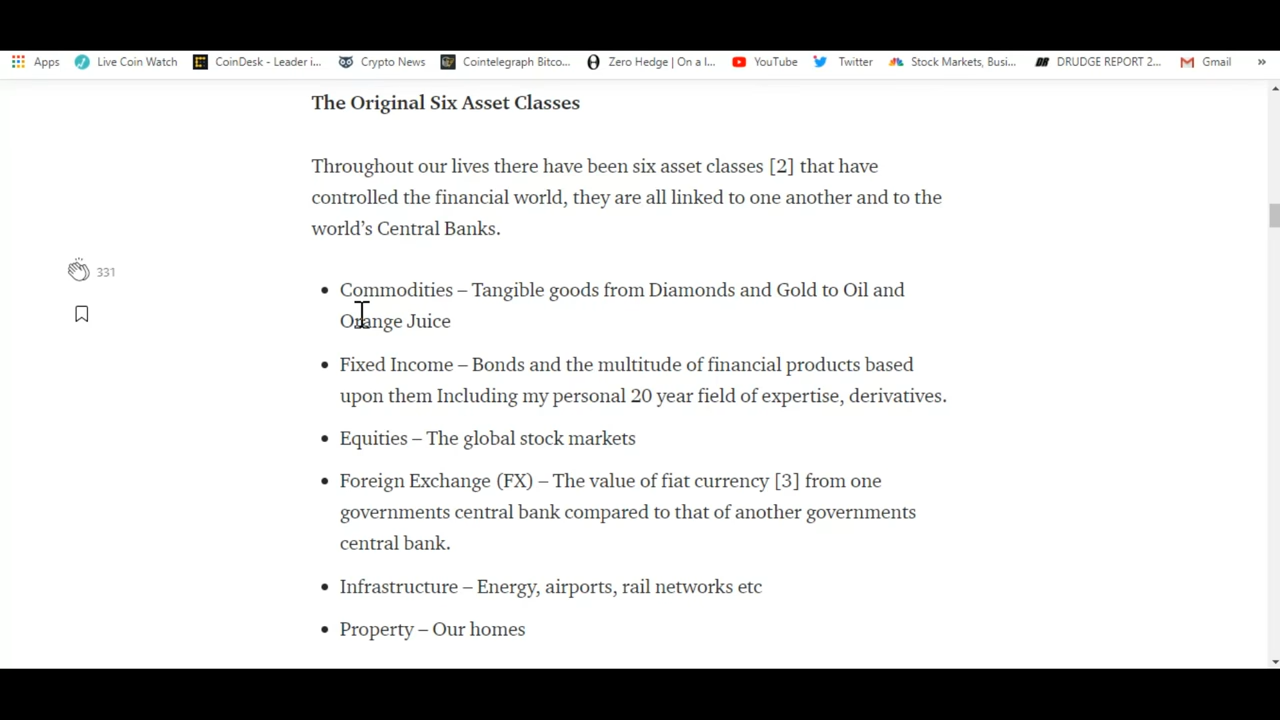 Apps Live Coin Watch CoinDesk - Leader i... Crypto News Cointelegraph Bitco... Zero Hedge | On a l... YouTube Twitter Stock Markets, Busi... DRUDGE REPORT 2... Gmail »
The Original Six Asset Classes
Throughout our lives there have been six asset classes [2] that have
controlled the financial world, they are all linked to one another and to the
world’s Central Banks.
331
• Commodities – Tangible goods from Diamonds and Gold to Oil and
Orange Juice
• Fixed Income – Bonds and the multitude of financial products based
upon them Including my personal 20 year field of expertise, derivatives.
• Equities – The global stock markets
• Foreign Exchange (FX) – The value of fiat currency [3] from one
governments central bank compared to that of another governments
central bank.
• Infrastructure – Energy, airports, rail networks etc
• Property – Our homes